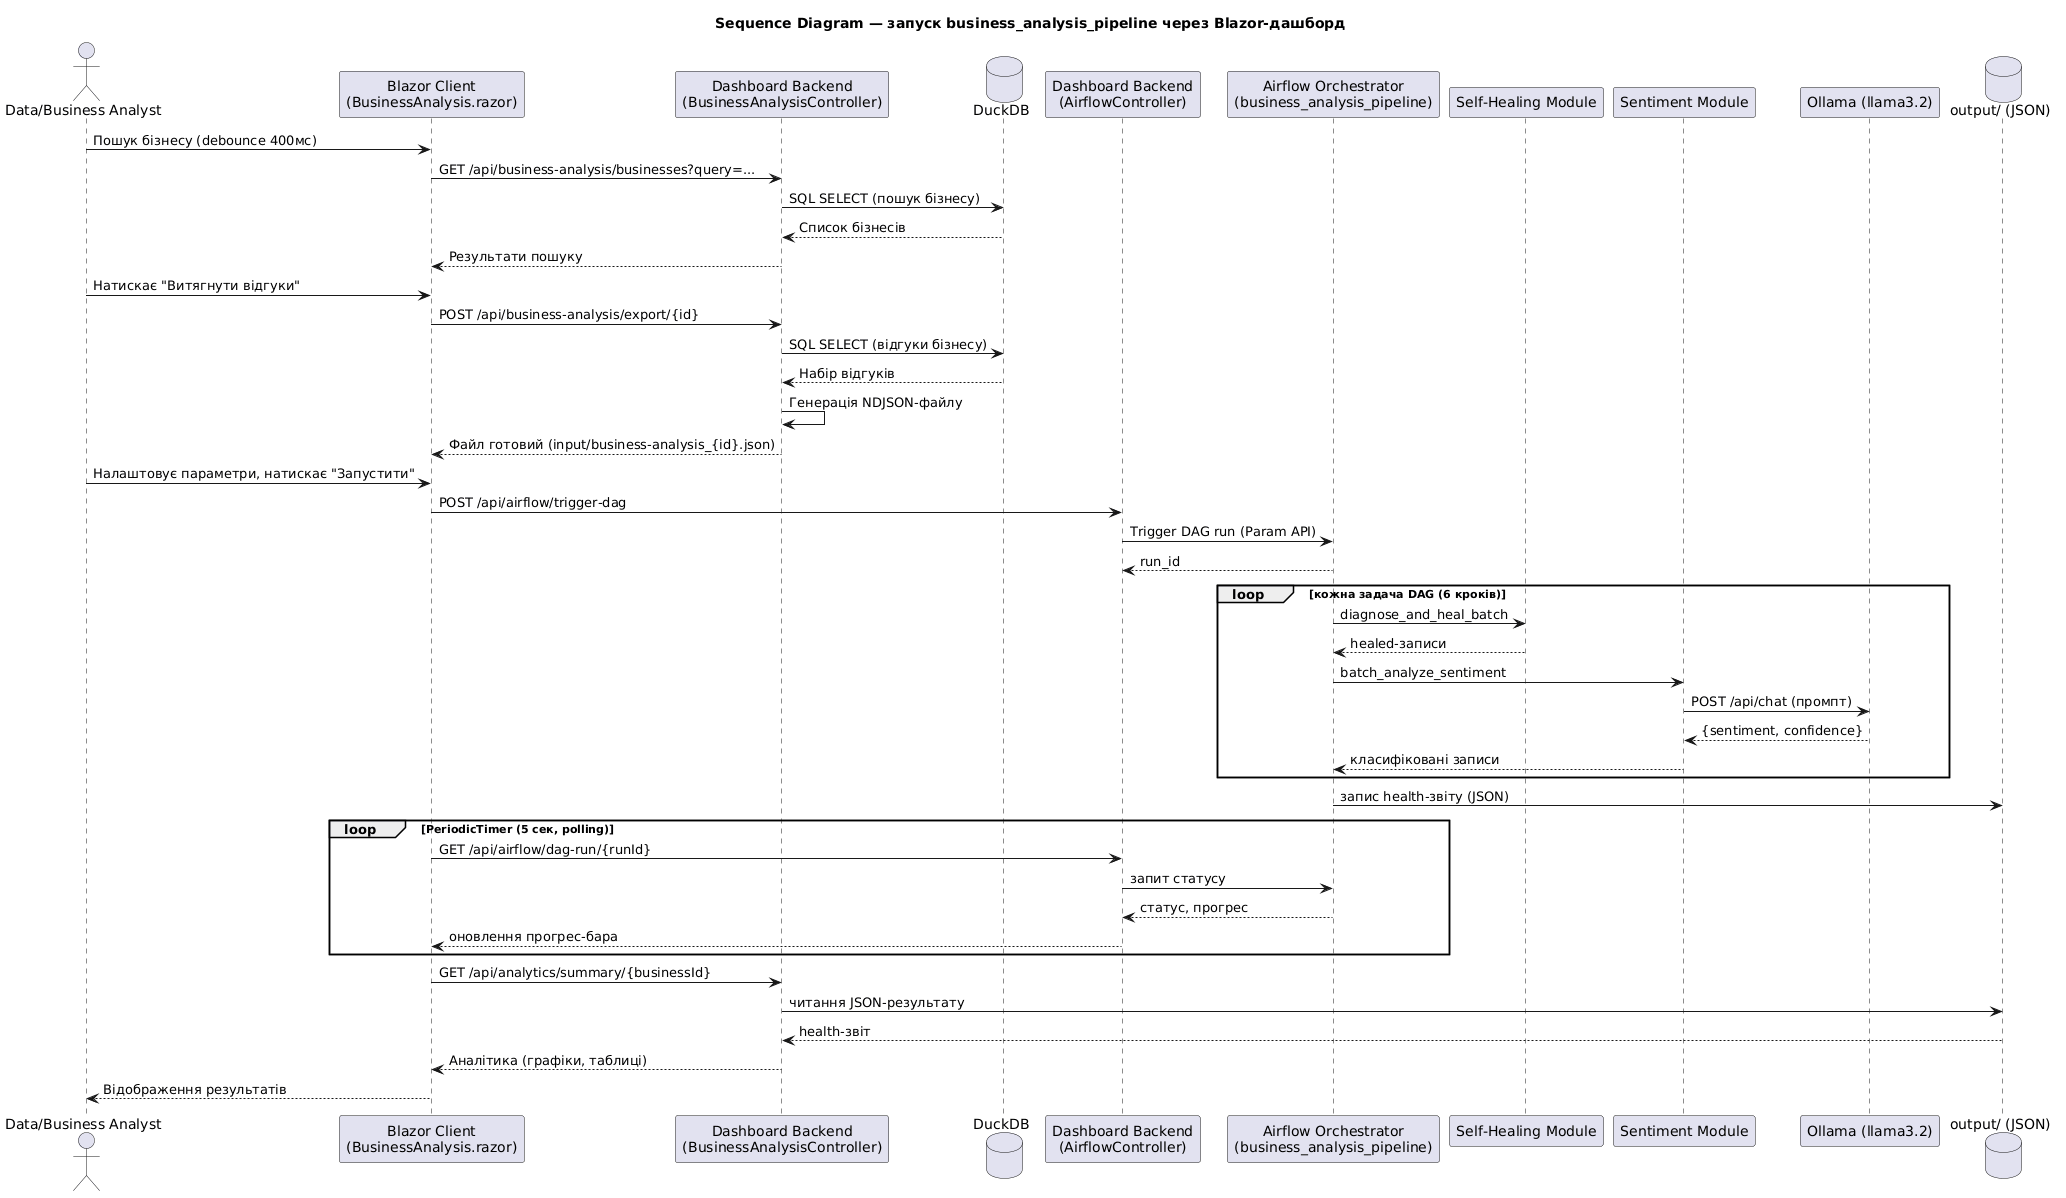 Sequence Diagram — запуск business_analysis_pipeline через Blazor-дашборд
Data/Business Analyst
Blazor Client
(BusinessAnalysis.razor)
Dashboard Backend
(BusinessAnalysisController)
DuckDB
Dashboard Backend
(AirflowController)
Airflow Orchestrator
(business_analysis_pipeline)
Self-Healing Module
Sentiment Module
Ollama (llama3.2)
output/ (JSON)
Пошук бізнесу (debounce 400мс)
GET /api/business-analysis/businesses?query=...
SQL SELECT (пошук бізнесу)
Список бізнесів
Результати пошуку
Натискає "Витягнути відгуки"
POST /api/business-analysis/export/{id}
SQL SELECT (відгуки бізнесу)
Набір відгуків
Генерація NDJSON-файлу
Файл готовий (input/business-analysis_{id}.json)
Налаштовує параметри, натискає "Запустити"
POST /api/airflow/trigger-dag
Trigger DAG run (Param API)
run_id
loop [кожна задача DAG (6 кроків)]
diagnose_and_heal_batch
healed-записи
batch_analyze_sentiment
POST /api/chat (промпт)
{sentiment, confidence}
класифіковані записи
запис health-звіту (JSON)
loop [PeriodicTimer (5 сек, polling)]
GET /api/airflow/dag-run/{runId}
запит статусу
статус, прогрес
оновлення прогрес-бара
GET /api/analytics/summary/{businessId}
читання JSON-результату
health-звіт
Аналітика (графіки, таблиці)
Відображення результатів
Data/Business Analyst
Blazor Client
(BusinessAnalysis.razor)
Dashboard Backend
(BusinessAnalysisController)
DuckDB
Dashboard Backend
(AirflowController)
Airflow Orchestrator
(business_analysis_pipeline)
Self-Healing Module
Sentiment Module
Ollama (llama3.2)
output/ (JSON)